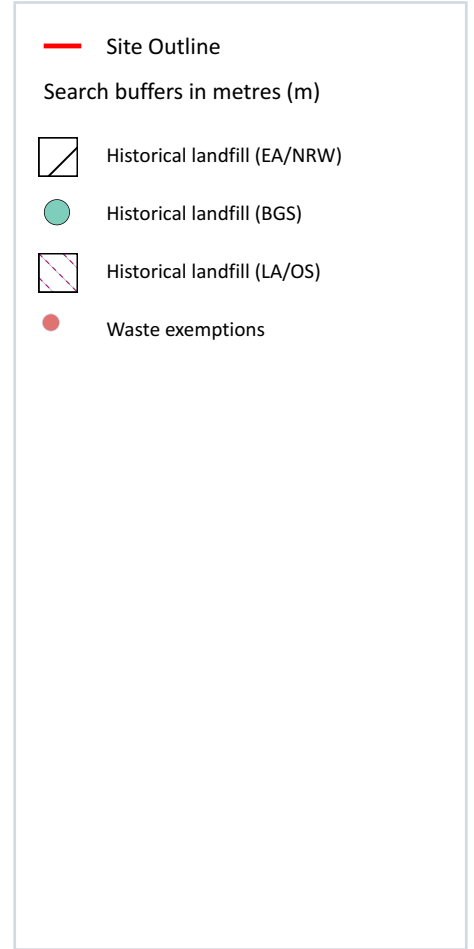 Site Outline
Search buffers in metres (m)
Historical landfill (EA/NRW)
Historical landfill (BGS)
Historical landfill (LA/OS)
Waste exemptions